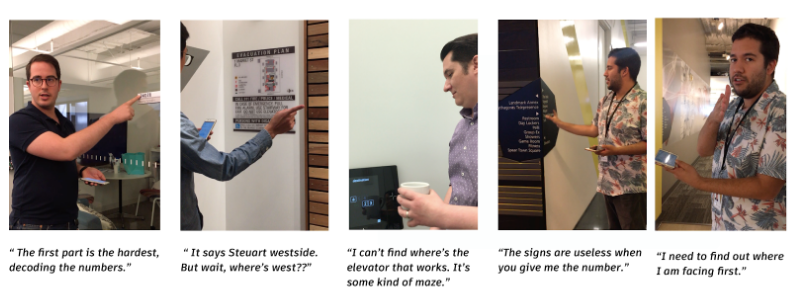 EVACUATION PLAN
“ The first part is the hardest,
decoding the numbers.”
“ It says Steuart westside.
But wait, where’s west??”
“I can’t find where’s the
elevator that works. It’s
some kind of maze.”
“The signs are useless when
you give me the number.”
“I need to find out where
I am facing first.”